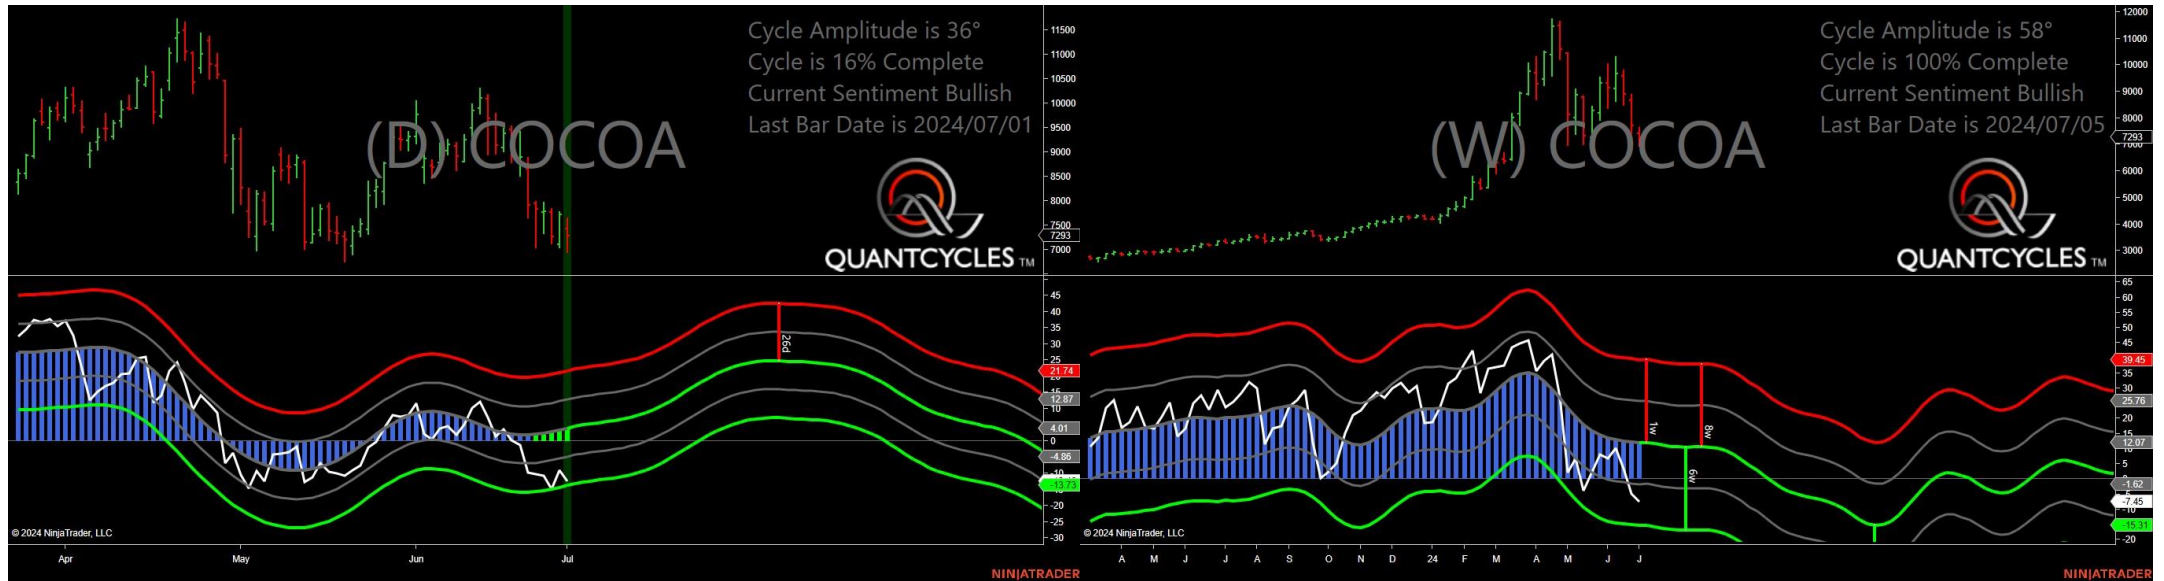 Cycle Amplitude is 36°
Cycle is 16% Complete
Current Sentiment Bullish
Last Bar Date is 2024/07/01
(D) COCOA
QUANTCYCLES TM
11500
11000
10500
10000
9500
9000
8500
8000
7500
7293
7000
45
40
35
30
25
21.74
15
12.87
10
4.01
0
-4.86
-10
-13.73
-20
-25
-30
26d
© 2024 NinjaTrader, LLC
Apr May Jun Jul
NINJATRADER
Cycle Amplitude is 58°
Cycle is 100% Complete
Current Sentiment Bullish
Last Bar Date is 2024/07/05
(W) COCOA
QUANTCYCLES TM
12000
11000
10000
9000
8000
7293
7000
6000
5000
4000
3000
65
60
55
50
45
39.45
35
30
25.76
20
15
12.07
5
-1.62
-7.45
-10
-15.31
-20
1w
8w
6w
© 2024 NinjaTrader, LLC
A M J J A S O N D 24 F M A M J J
NINJATRADER